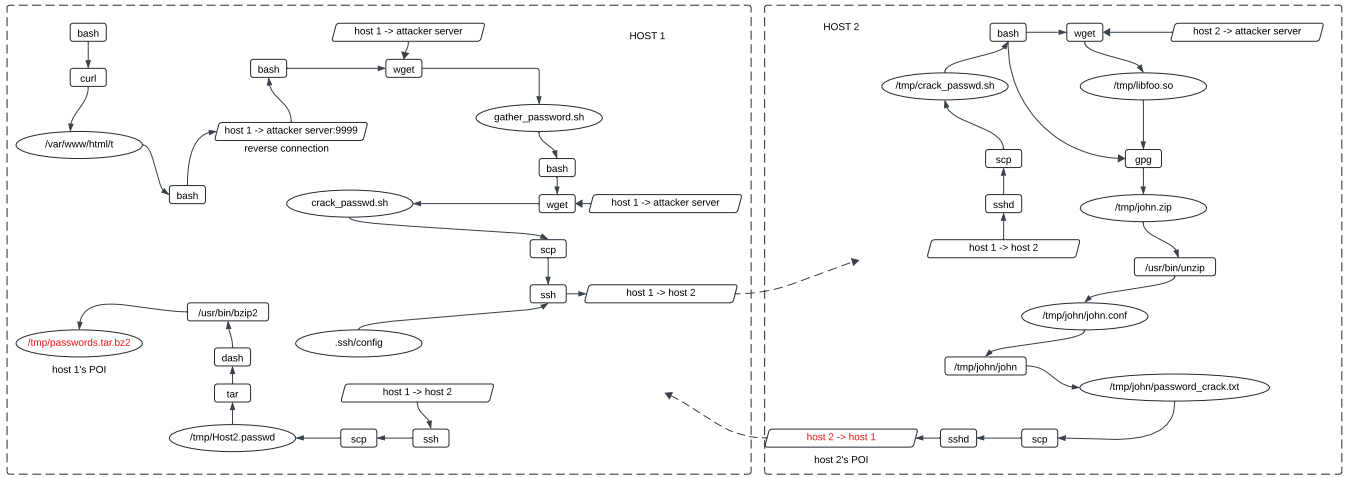 HOST 1
bash
curl
/var/www/html/t
bash
host 1 -> attacker server:9999
reverse connection
bash
host 1 -> attacker server
wget
gather_password.sh
bash
wget
host 1 -> attacker server
crack_passwd.sh
scp
ssh
host 1 -> host 2
.ssh/config
host 1 -> host 2
ssh
scp
/tmp/Host2.passwd
tar
dash
/usr/bin/bzip2
/tmp/passwords.tar.bz2
host 1's POI
HOST 2
host 1 -> host 2
sshd
scp
/tmp/crack_passwd.sh
bash
wget
host 2 -> attacker server
/tmp/libfoo.so
gpg
/tmp/john.zip
/usr/bin/unzip
/tmp/john/john.conf
/tmp/john/john
/tmp/john/password_crack.txt
scp
sshd
host 2 -> host 1
host 2's POI